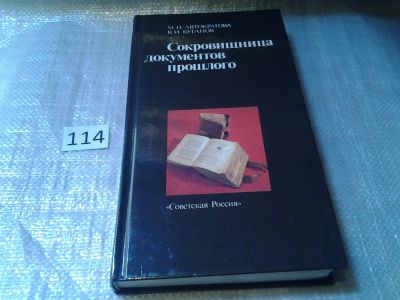 М. И. АВТОКРАТОВА
В. И. БУГАНОВ
Сокровищница
документов
прошлого
«Советская Россия»
114